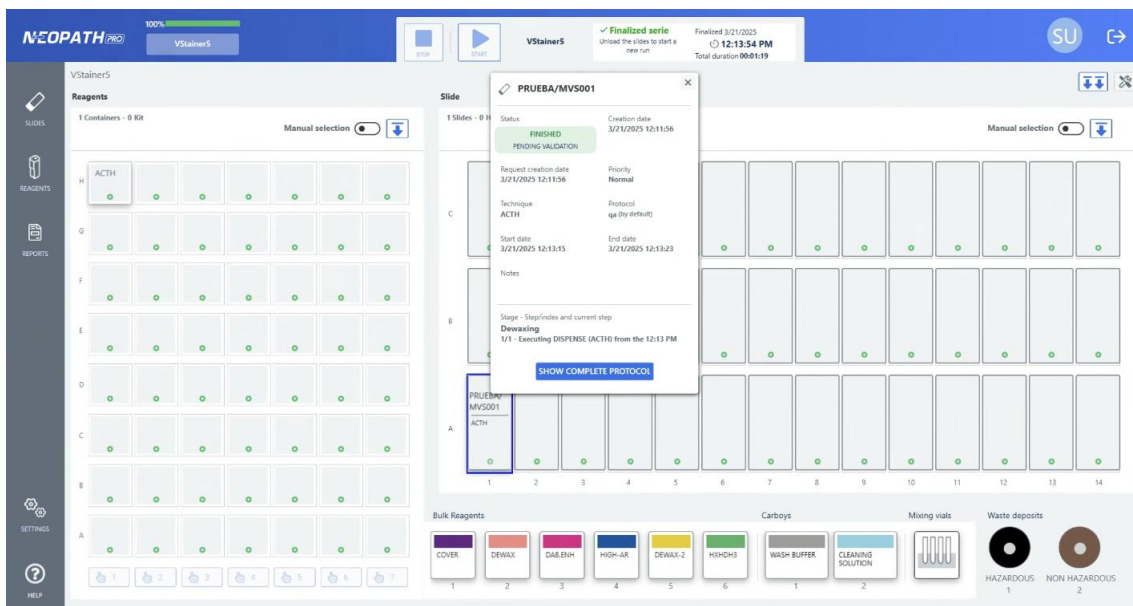 NEOPATH PRO
100%
VStainer5
STOP
START
VStainer5
✓ Finalized serie
Unload the slides to start a
new run
Finalized 3/21/2025
12:13:54 PM
Total duration 00:01:19
SU
SLIDES
REAGENTS
REPORTS
SETTINGS
HELP
VStainer5
Reagents
1 Containers - 0 Kit
Manual selection
H
ACTH
G
F
E
D
C
B
A
1 2 3 4 5 6 7
Slide
1 Slides - 0 H
Manual selection
C
B
A
PRUEBA/
MVS001
ACTH
1 2 3 4 5 6 7 8 9 10 11 12 13 14
PRUEBA/MVS001
Status
FINISHED
PENDING VALIDATION
Creation date
3/21/2025 12:11:56
Request creation date
3/21/2025 12:11:56
Priority
Normal
Technique
ACTH
Protocol
qa (by default)
Start date
3/21/2025 12:13:15
End date
3/21/2025 12:13:23
Notes
Stage - Step/index and current step
Dewaxing
1/1 - Executing DISPENSE (ACTH) from the 12:13 PM
SHOW COMPLETE PROTOCOL
Bulk Reagents
COVER
1
DEWAX
2
DAB.ENH
3
HIGH-AR
4
DEWAX-2
5
HXHDH3
6
Carboys
WASH BUFFER
1
CLEANING
SOLUTION
2
Mixing vials
Waste deposits
HAZARDOUS
1
NON HAZARDOUS
2